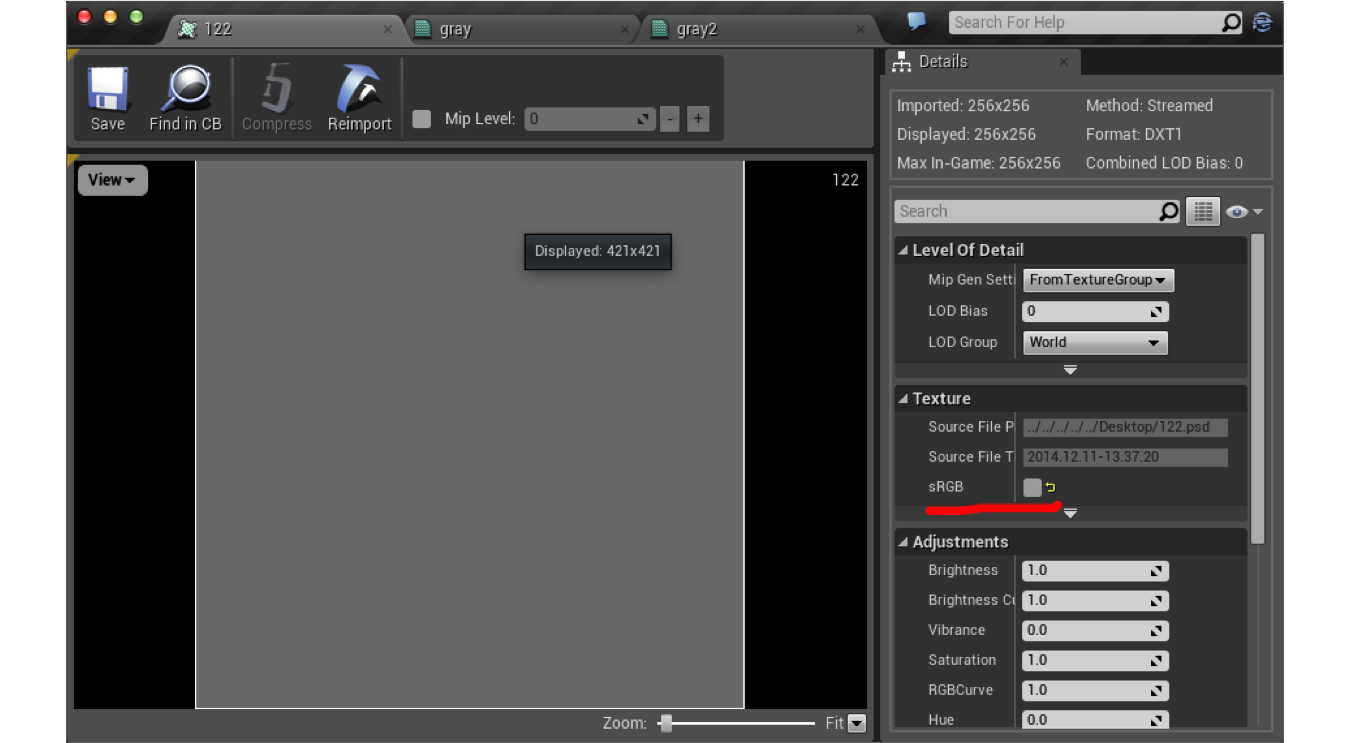 122
gray
gray2
Search For Help
Save
Find in CB
Compress
Reimport
Mip Level:
0
-
+
View
122
Displayed: 421x421
Zoom:
Fit
Details
Imported: 256x256
Method: Streamed
Displayed: 256x256
Format: DXT1
Max In-Game: 256x256
Combined LOD Bias: 0
Search
Level Of Detail
Mip Gen Setti
FromTextureGroup
LOD Bias
0
LOD Group
World
Texture
Source File P
../../../../../Desktop/122.psd
Source File T
2014.12.11-13.37.20
sRGB
Adjustments
Brightness
1.0
Brightness Cu
1.0
Vibrance
0.0
Saturation
1.0
RGBCurve
1.0
Hue
0.0